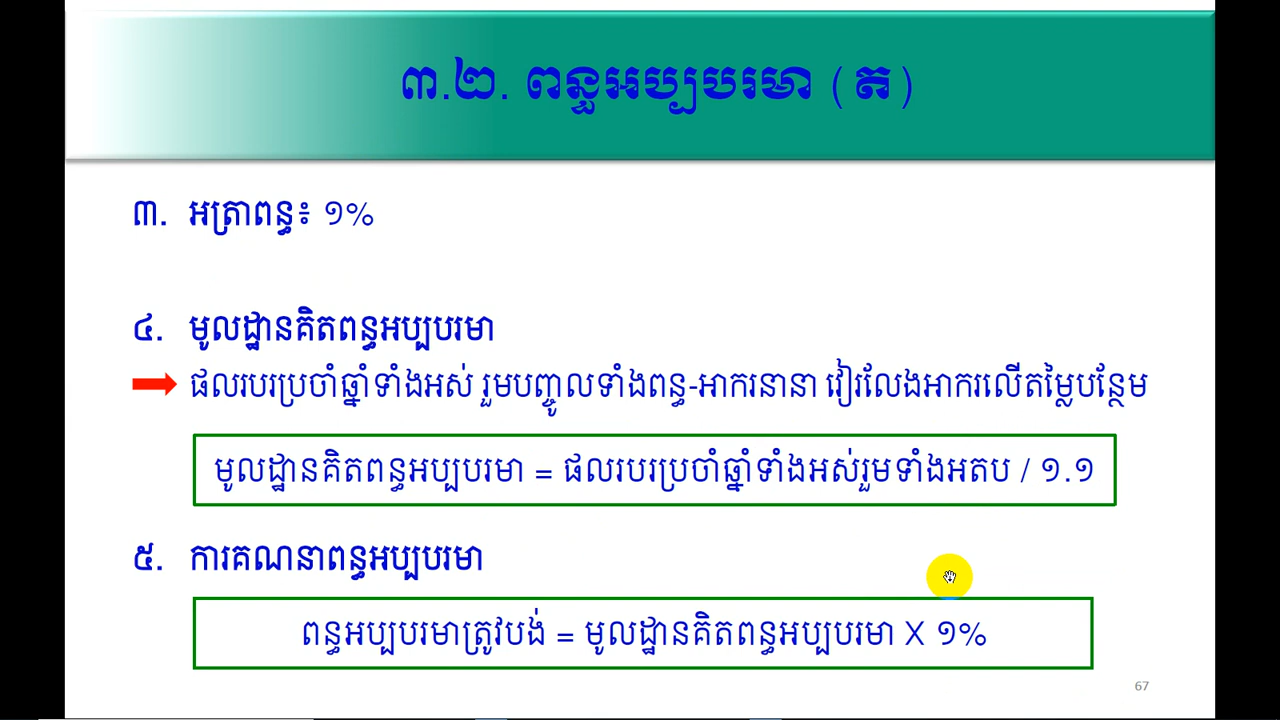 ៣.២. ពន្ធអប្បបរមា (ត)
៣. អត្រាពន្ធ៖ ១%
៤. មូលដ្ឋានគិតពន្ធអប្បបរមា
ផលរបរប្រចាំឆ្នាំទាំងអស់ រួមបញ្ចូលទាំងពន្ធ-អាករនានា វៀរលែងអាករលើតម្លៃបន្ថែម
មូលដ្ឋានគិតពន្ធអប្បបរមា = ផលរបរប្រចាំឆ្នាំទាំងអស់រួមទាំងអតប / ១.១
៥. ការគណនាពន្ធអប្បបរមា
ពន្ធអប្បបរមាត្រូវបង់ = មូលដ្ឋានគិតពន្ធអប្បបរមា X ១%
67